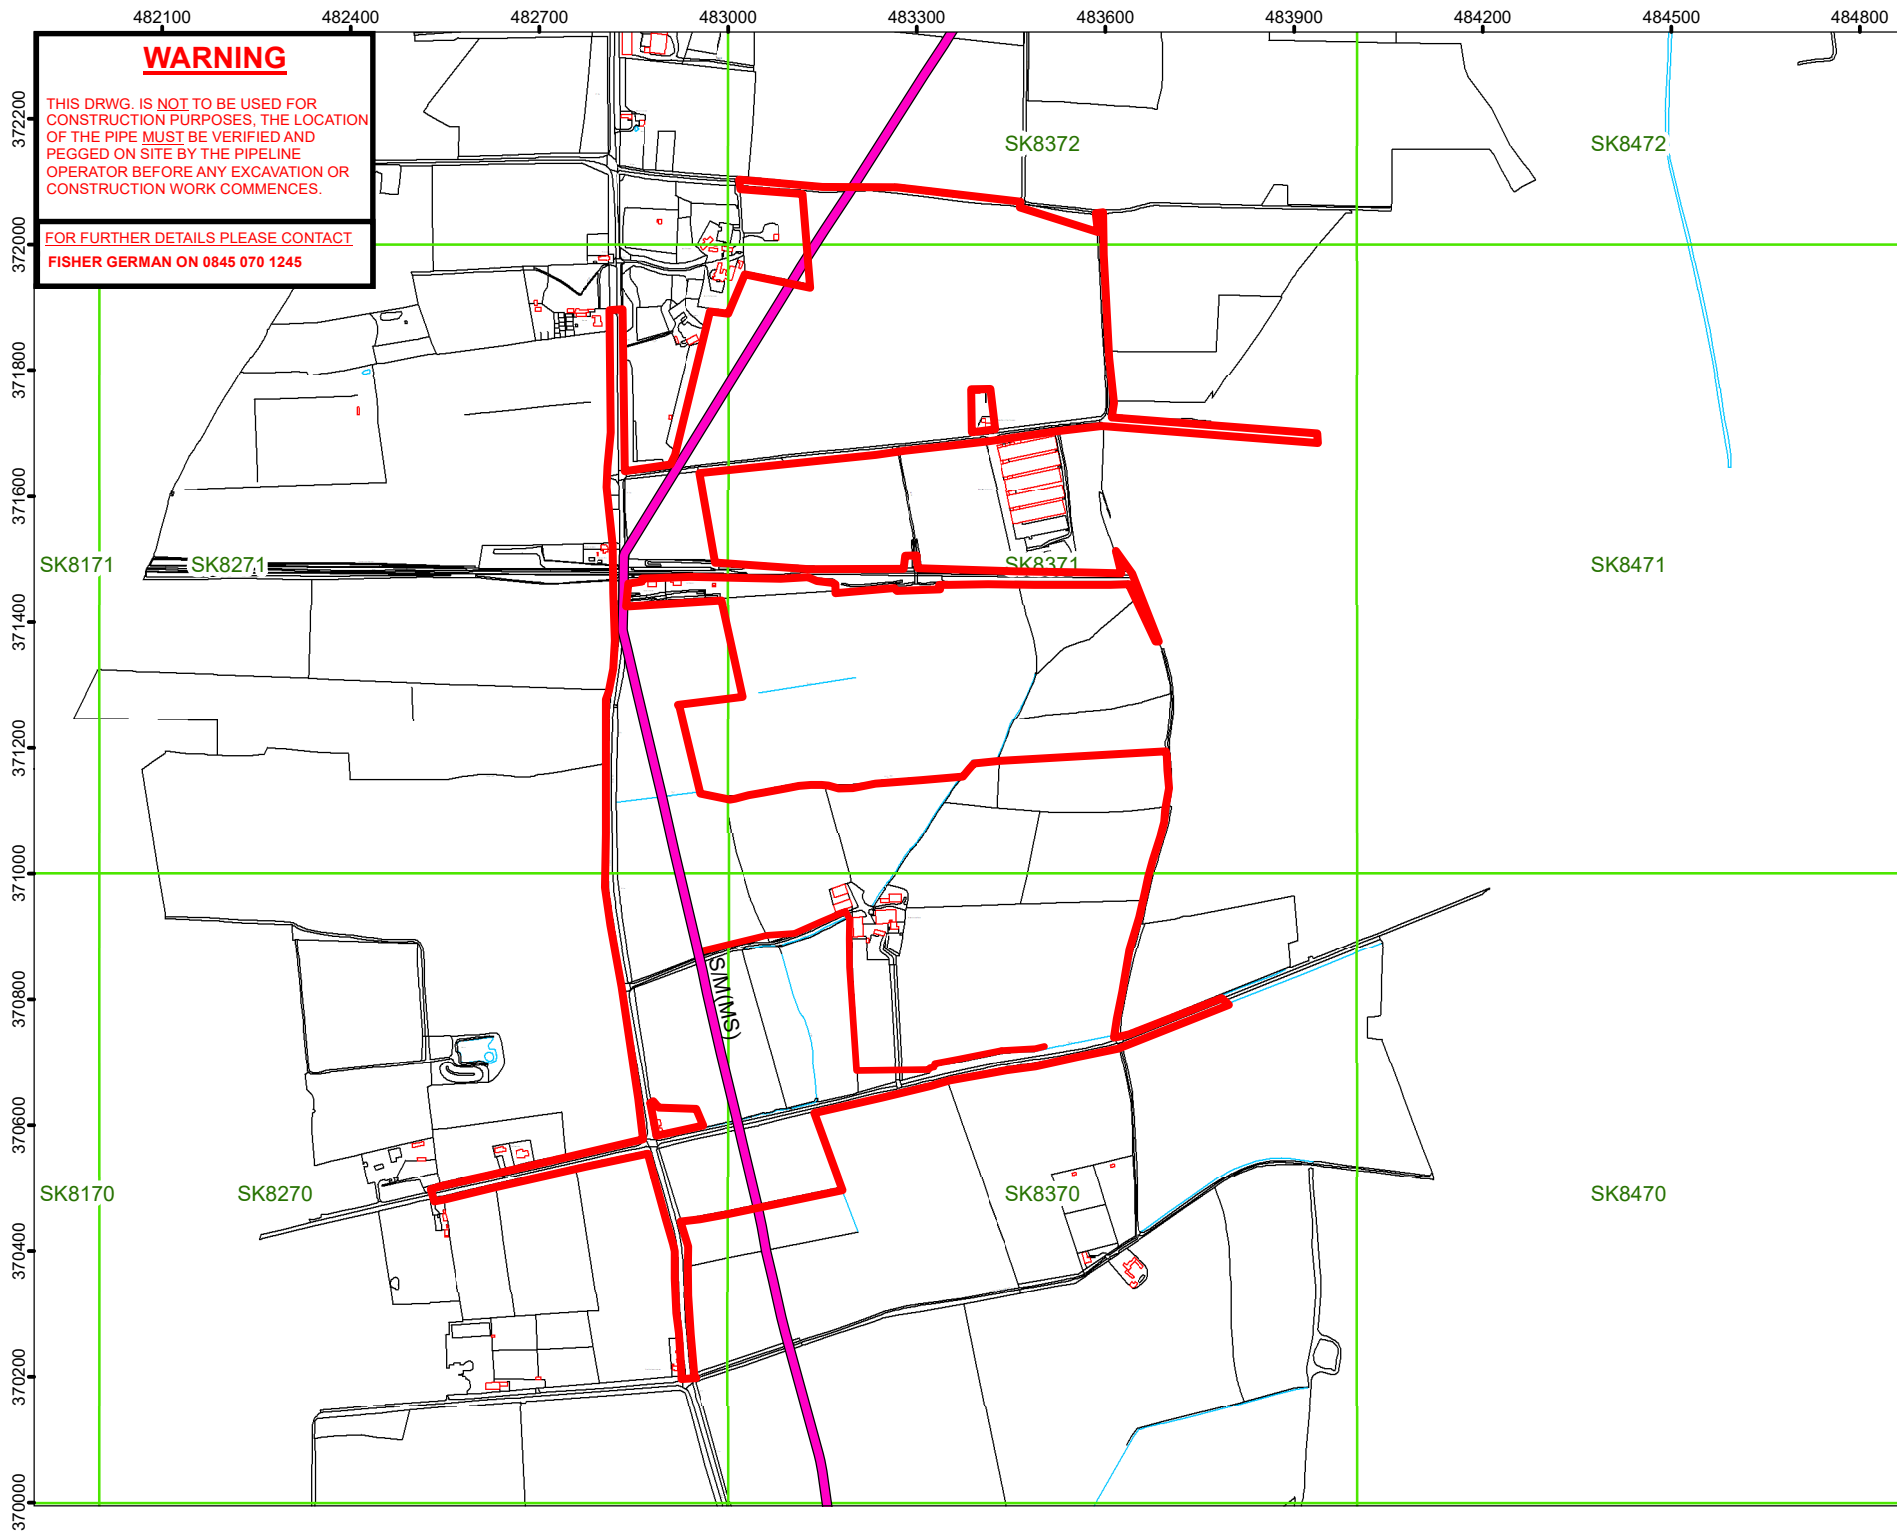 482100 482400 482700 483000 483300 483600 483900 484200 484500 484800
WARNING
THIS DRWG. IS NOT TO BE USED FOR
CONSTRUCTION PURPOSES, THE LOCATION
OF THE PIPE MUST BE VERIFIED AND
PEGGED ON SITE BY THE PIPELINE
OPERATOR BEFORE ANY EXCAVATION OR
CONSTRUCTION WORK COMMENCES.
FOR FURTHER DETAILS PLEASE CONTACT
FISHER GERMAN ON 0845 070 1245
372200
SK8372 SK8472
372000
371800
371600
SK8171 SK8271 SK8371 SK8471
371400
371200
371000
S/M(MS)
370800
370600
SK8170 SK8270 SK8370 SK8470
370400
370200
370000